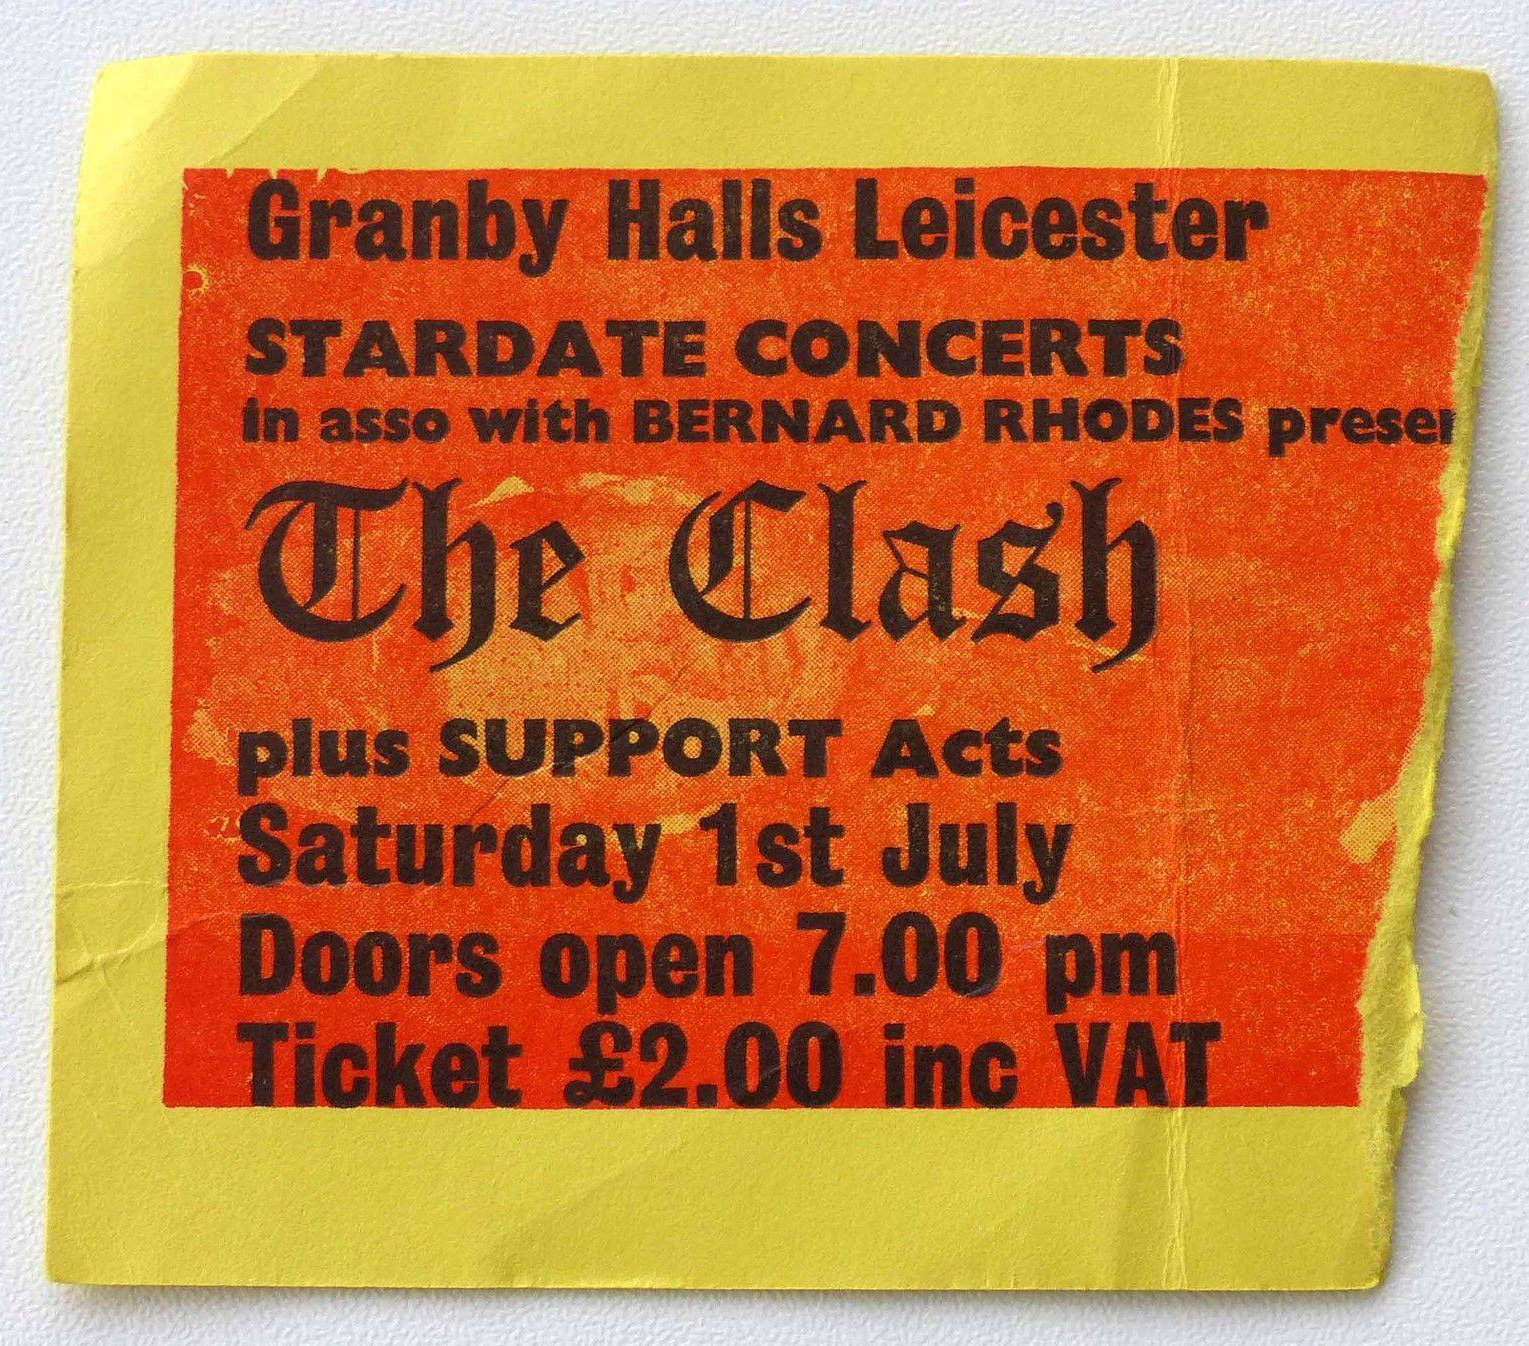 Granby Halls Leicester
STARDATE CONCERTS
in asso with BERNARD RHODES
The Clash
plus SUPPORT Acts
Saturday 1st July
Doors open 7.00 pm
Ticket £2.00 inc VAT